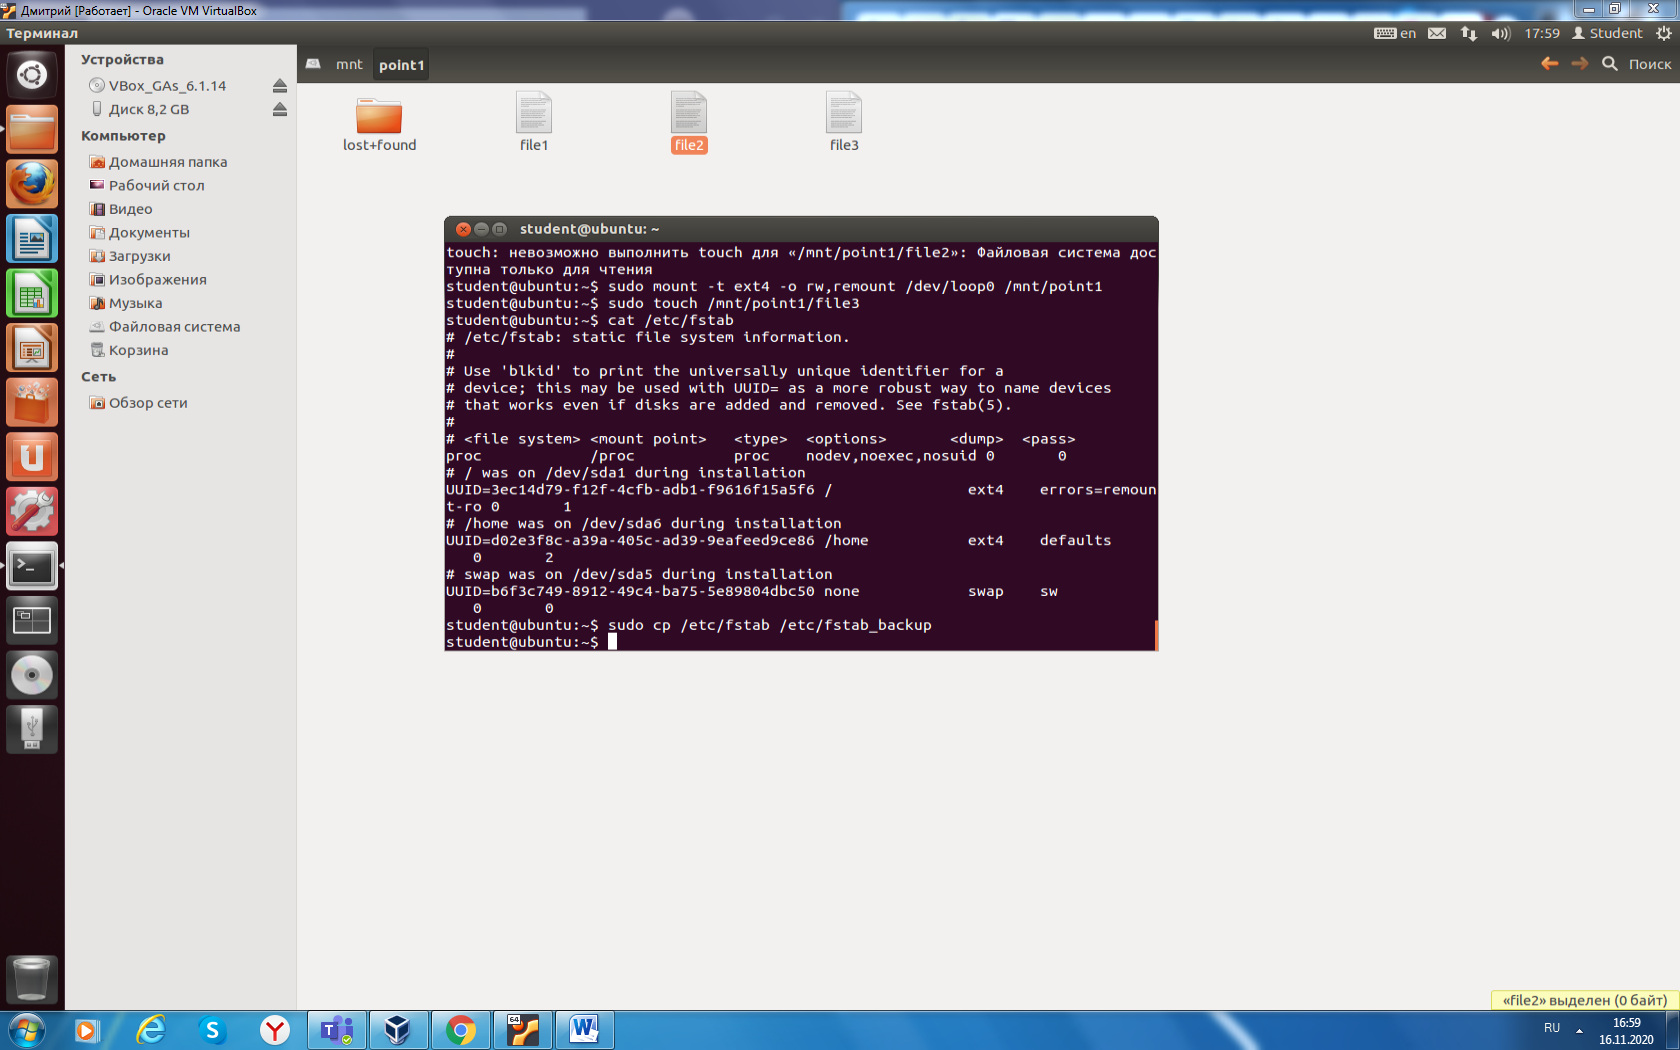 Дмитрий [Работает] - Oracle VM VirtualBox
Терминал
en
17:59
Student
Устройства
VBox_GAs_6.1.14
Диск 8,2 GB
Компьютер
Домашняя папка
Рабочий стол
Видео
Документы
Загрузки
Изображения
Музыка
Файловая система
Корзина
Сеть
Обзор сети
mnt
point1
Поиск
lost+found
file1
file2
file3
student@ubuntu: ~
touch: невозможно выполнить touch для «/mnt/point1/file2»: Файловая система дос
тупна только для чтения
student@ubuntu:~$ sudo mount -t ext4 -o rw,remount /dev/loop0 /mnt/point1
student@ubuntu:~$ sudo touch /mnt/point1/file3
student@ubuntu:~$ cat /etc/fstab
# /etc/fstab: static file system information.
#
# Use 'blkid' to print the universally unique identifier for a
# device; this may be used with UUID= as a more robust way to name devices
# that works even if disks are added and removed. See fstab(5).
#
# <file system> <mount point>   <type>  <options>       <dump>  <pass>
proc            /proc           proc    nodev,noexec,nosuid 0       0
# / was on /dev/sda1 during installation
UUID=3ec14d79-f12f-4cfb-adb1-f9616f15a5f6 /               ext4    errors=remoun
t-ro 0       1
# /home was on /dev/sda6 during installation
UUID=d02e3f8c-a39a-405c-ad39-9eafeed9ce86 /home           ext4    defaults
   0       2
# swap was on /dev/sda5 during installation
UUID=b6f3c749-8912-49c4-ba75-5e89804dbc50 none            swap    sw
   0       0
student@ubuntu:~$ sudo cp /etc/fstab /etc/fstab_backup
student@ubuntu:~$
«file2» выделен (0 байт)
64
RU
16:59
16.11.2020